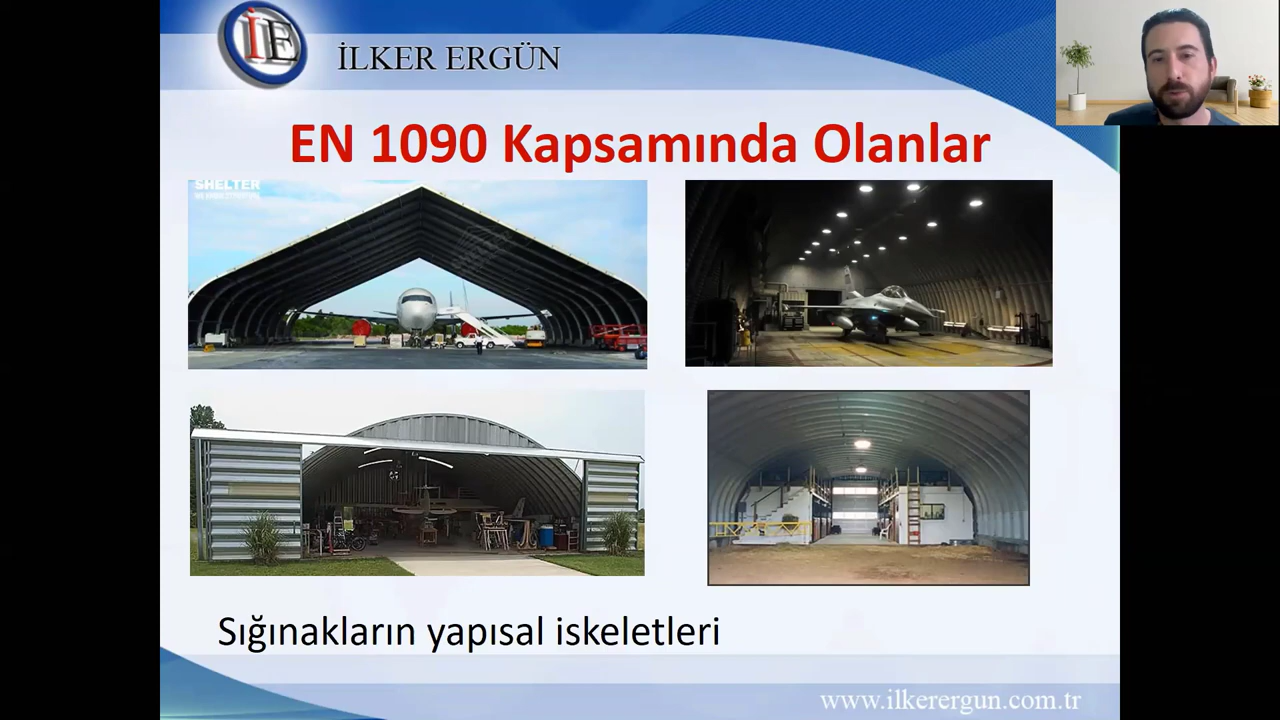 İE
İLKER ERGÜN
EN 1090 Kapsamında Olanlar
SHELTER
Sığınakların yapısal iskeletleri
www.ilkerergun.com.tr